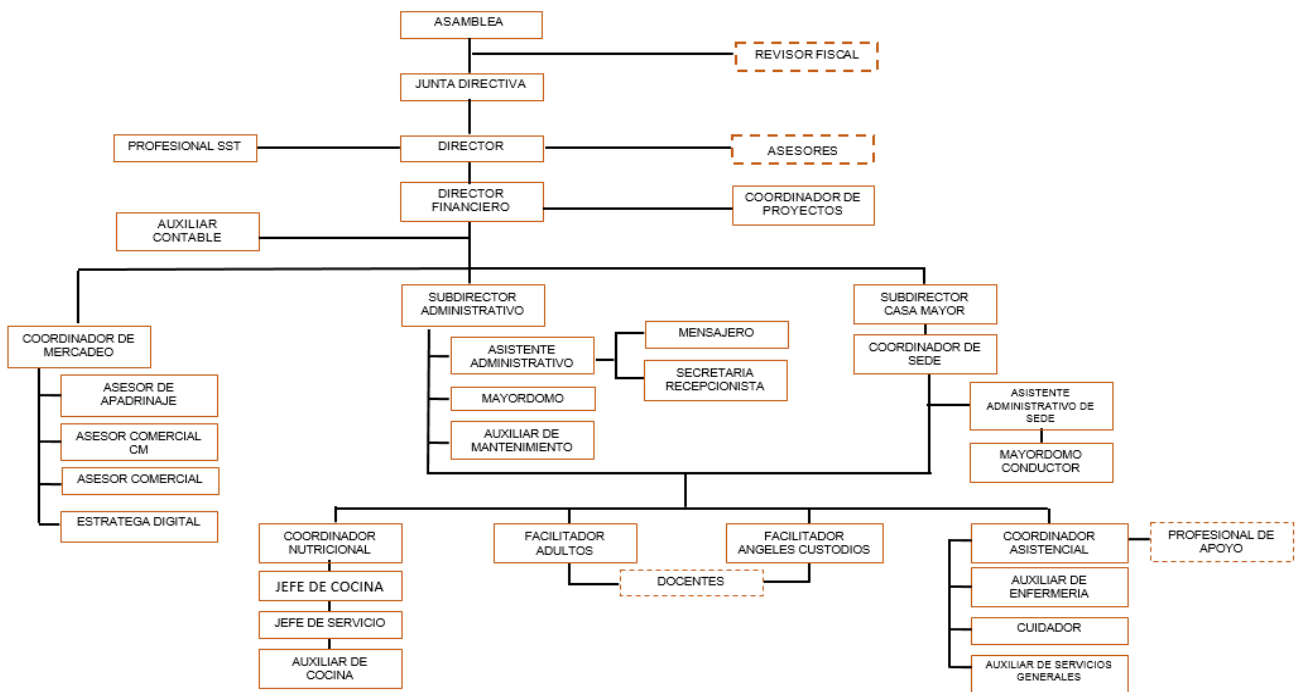 ASAMBLEA
REVISOR FISCAL
JUNTA DIRECTIVA
PROFESIONAL SST
DIRECTOR
ASESORES
DIRECTOR
FINANCIERO
COORDINADOR DE
PROYECTOS
AUXILIAR
CONTABLE
SUBDIRECTOR
ADMINISTRATIVO
SUBDIRECTOR
CASA MAYOR
COORDINADOR DE
MERCADEO
ASISTENTE
ADMINISTRATIVO
MENSAJERO
SECRETARIA
RECEPCIONISTA
COORDINADOR DE
SEDE
ASESOR DE
APADRINAJE
MAYORDOMO
ASISTENTE
ADMINISTRATIVO DE
SEDE
ASESOR COMERCIAL
CM
AUXILIAR DE
MANTENIMIENTO
MAYORDOMO
CONDUCTOR
ASESOR COMERCIAL
ESTRATEGA DIGITAL
COORDINADOR
NUTRICIONAL
FACILITADOR
ADULTOS
FACILITADOR
ANGELES CUSTODIOS
COORDINADOR
ASISTENCIAL
PROFESIONAL DE
APOYO
JEFE DE COCINA
DOCENTES
AUXILIAR DE
ENFERMERIA
JEFE DE SERVICIO
CUIDADOR
AUXILIAR DE
COCINA
AUXILIAR DE SERVICIOS
GENERALES